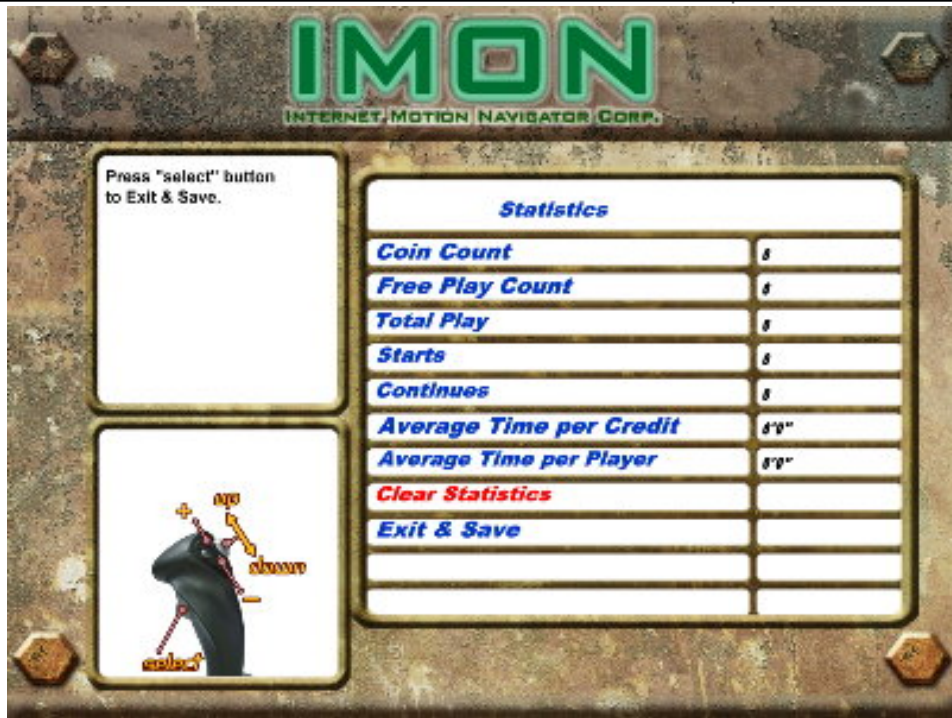 IMON
INTERNET MOTION NAVIGATOR CORP.
Press "select" button
to Exit & Save.
Statistics
Coin Count 0
Free Play Count 0
Total Play 0
Starts 0
Continues 0
Average Time per Credit 0'0"
Average Time per Player 0'0"
Clear Statistics
Exit & Save
+ up
down
-
select